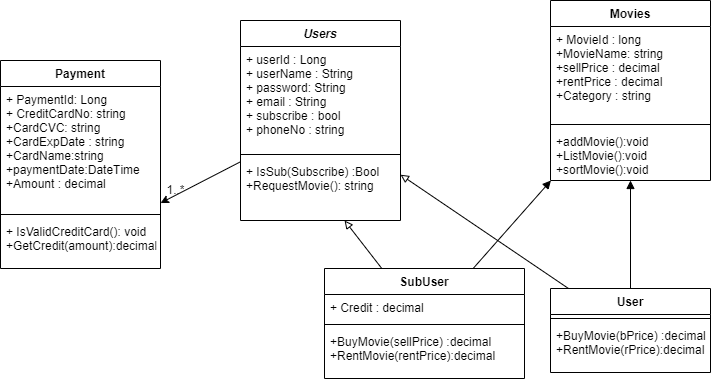 Payment
+ PaymentId: Long
+ CreditCardNo: string
+CardCVC: string
+CardExpDate : string
+CardName:string
+paymentDate:DateTime
+Amount : decimal
+ IsValidCreditCard(): void
+GetCredit(amount):decimal
1. .*
Users
+ userId : Long
+ userName : String
+ password: String
+ email : String
+ subscribe : bool
+ phoneNo : string
+ IsSub(Subscribe) :Bool
+RequestMovie(): string
Movies
+ MovieId : long
+MovieName: string
+sellPrice : decimal
+rentPrice : decimal
+Category : string
+addMovie():void
+ListMovie():void
+sortMovie():void
SubUser
+ Credit : decimal
+BuyMovie(sellPrice) :decimal
+RentMovie(rentPrice):decimal
User
+BuyMovie(bPrice) :decimal
+RentMovie(rPrice):decimal